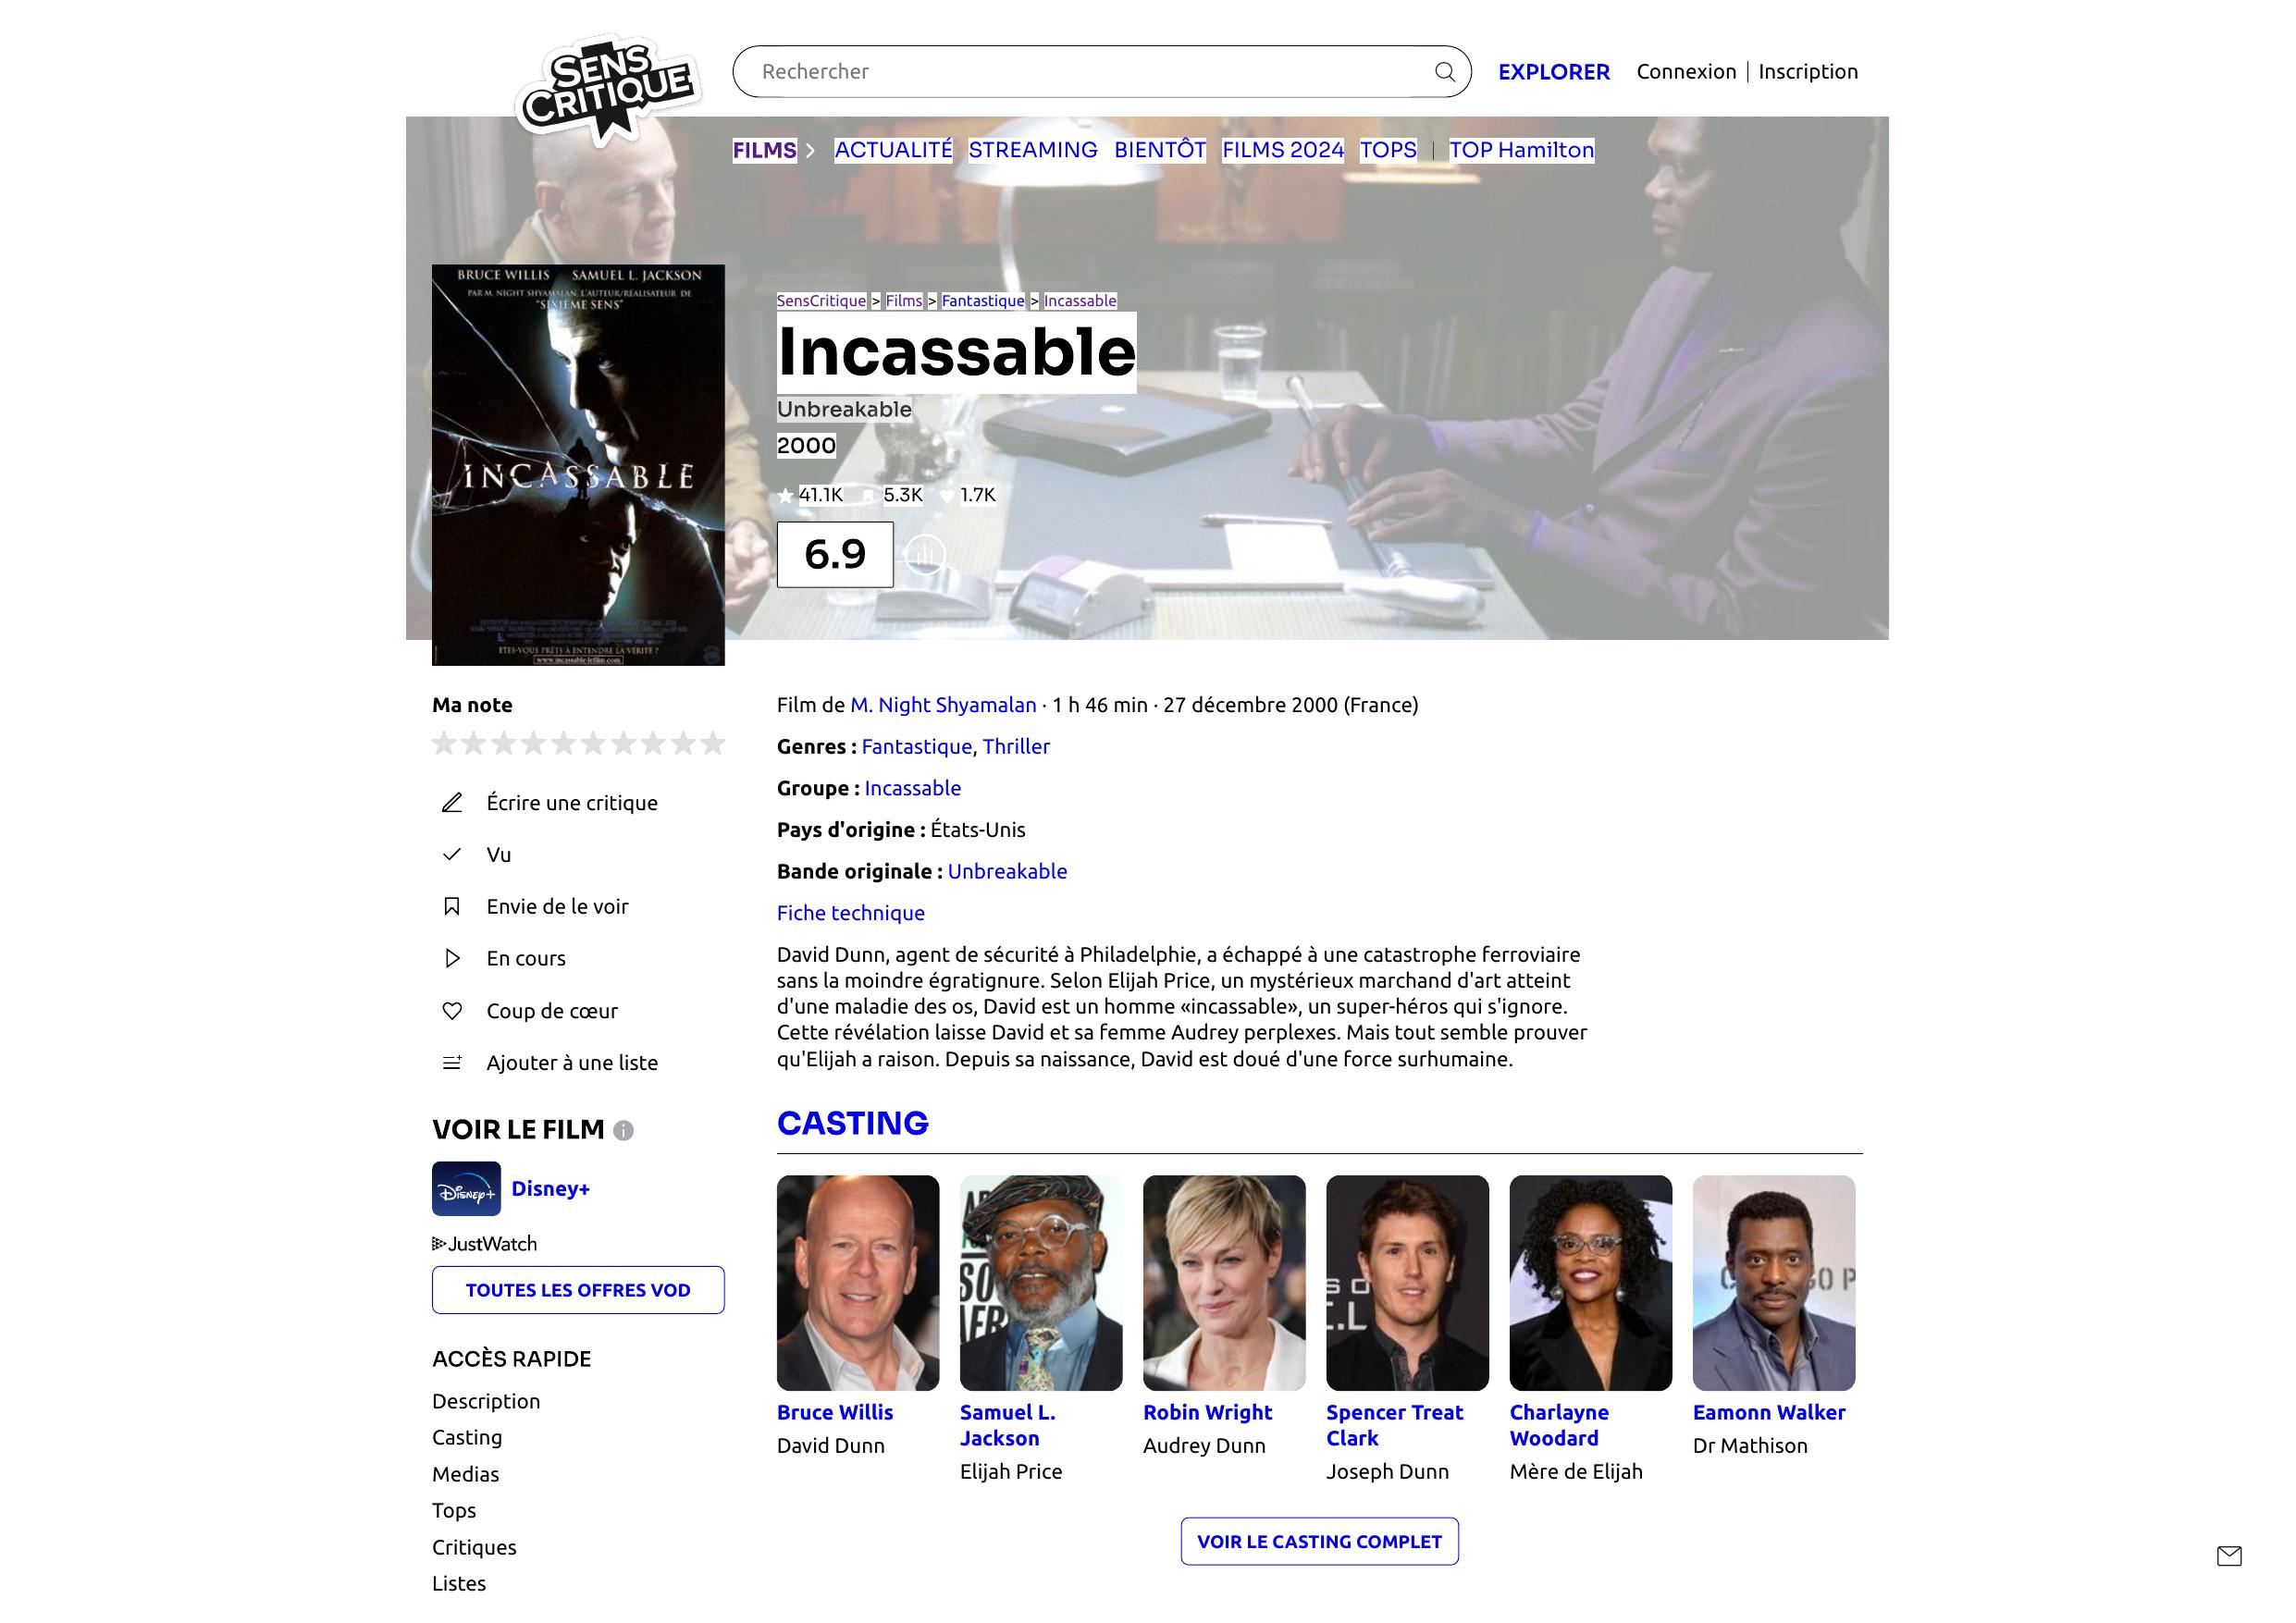 SENS
CRITIQUE
Rechercher
EXPLORER
Connexion
Inscription
FILMS
ACTUALITÉ
STREAMING
BIENTÔT
FILMS 2024
TOPS
TOP Hamilton
BRUCE WILLIS SAMUEL L. JACKSON
PAR M. NIGHT SHYAMALAN, L'AUTEUR/RÉALISATEUR DE
"SIXIEME SENS"
INCASSABLE
ETES-VOUS PRÊTS À ENTENDRE LA VÉRITÉ ?
www.incassable-lefilm.com
SensCritique > Films > Fantastique > Incassable
Incassable
Unbreakable
2000
41.1K 5.3K 1.7K
6.9
Ma note
Écrire une critique
Vu
Envie de le voir
En cours
Coup de cœur
Ajouter à une liste
VOIR LE FILM
Disney+
Disney+
JustWatch
TOUTES LES OFFRES VOD
ACCÈS RAPIDE
Description
Casting
Medias
Tops
Critiques
Listes
Film de M. Night Shyamalan · 1 h 46 min · 27 décembre 2000 (France)
Genres : Fantastique, Thriller
Groupe : Incassable
Pays d'origine : États-Unis
Bande originale : Unbreakable
Fiche technique
David Dunn, agent de sécurité à Philadelphie, a échappé à une catastrophe ferroviaire
sans la moindre égratignure. Selon Elijah Price, un mystérieux marchand d'art atteint
d'une maladie des os, David est un homme «incassable», un super-héros qui s'ignore.
Cette révélation laisse David et sa femme Audrey perplexes. Mais tout semble prouver
qu'Elijah a raison. Depuis sa naissance, David est doué d'une force surhumaine.
CASTING
Bruce Willis
David Dunn
Samuel L.
Jackson
Elijah Price
Robin Wright
Audrey Dunn
Spencer Treat
Clark
Joseph Dunn
Charlayne
Woodard
Mère de Elijah
Eamonn Walker
Dr Mathison
VOIR LE CASTING COMPLET